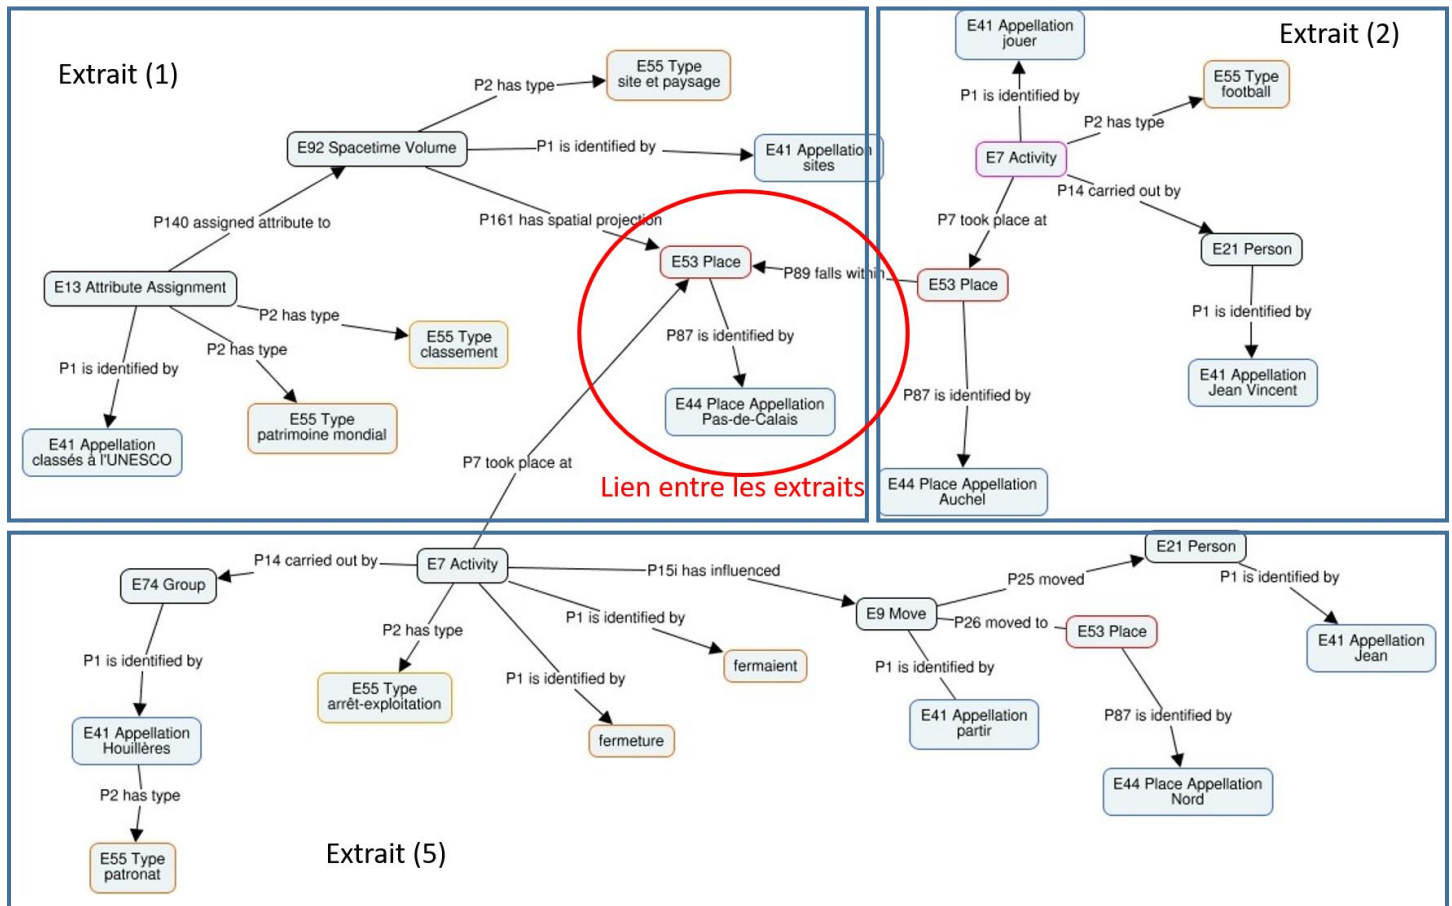 Extrait (1)
E55 Type
site et paysage
P2 has type
E92 Spacetime Volume
P1 is identified by
E41 Appellation
sites
P140 assigned attribute to
P161 has spatial projection
E53 Place
E13 Attribute Assignment
P2 has type
E55 Type
classement
P2 has type
P1 is identified by
P87 is identified by
E44 Place Appellation
Pas-de-Calais
E55 Type
patrimoine mondial
E41 Appellation
classés à l'UNESCO
P7 took place at
Lien entre les extraits
Extrait (2)
E41 Appellation
jouer
P1 is identified by
E55 Type
football
P2 has type
E7 Activity
P14 carried out by
P7 took place at
E21 Person
P89 falls within
E53 Place
P1 is identified by
E41 Appellation
Jean Vincent
P87 is identified by
E44 Place Appellation
Auchel
P14 carried out by
E7 Activity
E74 Group
P15i has influenced
P25 moved
E21 Person
P1 is identified by
P1 is identified by
E9 Move
P26 moved to
E53 Place
E41 Appellation
Jean
P2 has type
P1 is identified by
fermaient
P1 is identified by
P1 is identified by
E55 Type
arrêt-exploitation
E41 Appellation
partir
P87 is identified by
E41 Appellation
Houillères
fermeture
E44 Place Appellation
Nord
P2 has type
E55 Type
patronat
Extrait (5)